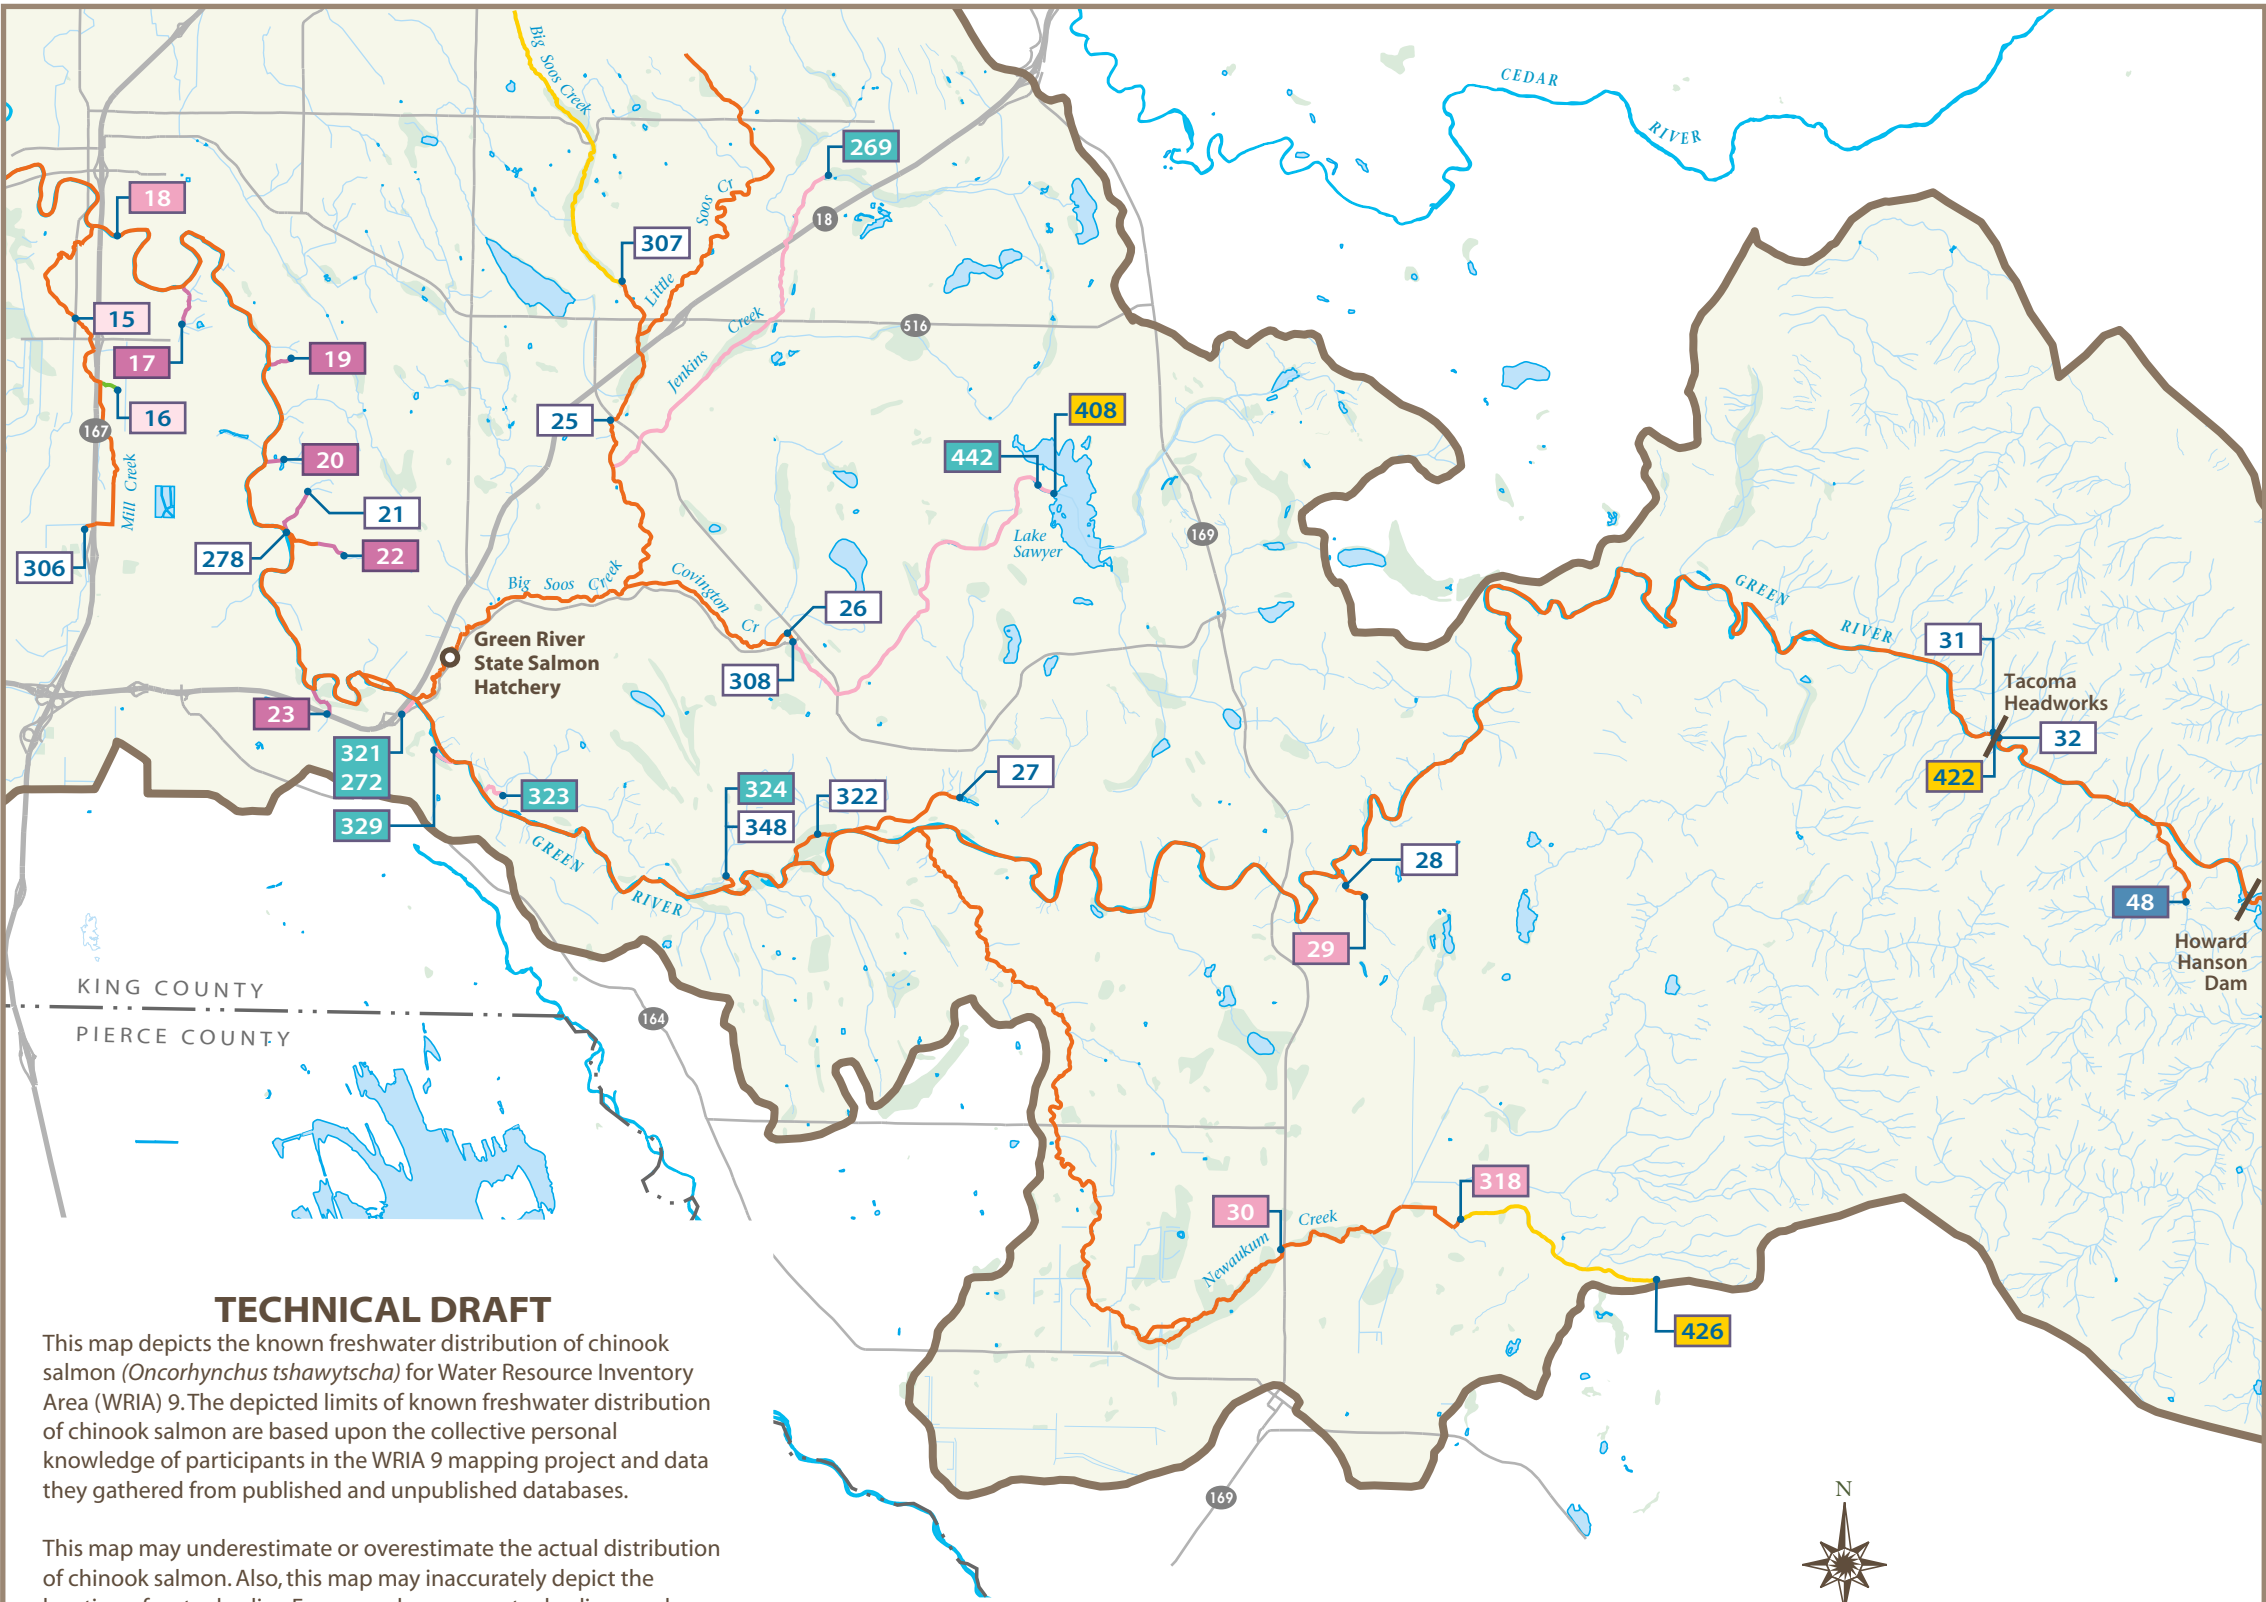 Big Soos Creek
CEDAR
RIVER
269
18
18
Soos Cr
307
Little
15
Creek
516
17
19
Jenkins
16
25
408
167
442
20
Mill Creek
21
Lake
Sawyer
169
278
22
306
Big Soos Creek
Covington
Cr
26
GREEN
RIVER
31
Green River
State Salmon
Hatchery
308
Tacoma
Headworks
23
32
321
272
27
422
323
324
322
329
348
GREEN
RIVER
28
48
29
Howard
Hanson
Dam
KING COUNTY
PIERCE COUNTY
164
318
30
Creek
Newaukum
426
TECHNICAL DRAFT
This map depicts the known freshwater distribution of chinook
salmon (Oncorhynchus tshawytscha) for Water Resource Inventory
Area (WRIA) 9. The depicted limits of known freshwater distribution
of chinook salmon are based upon the collective personal
knowledge of participants in the WRIA 9 mapping project and data
they gathered from published and unpublished databases.
169
N
This map may underestimate or overestimate the actual distribution
of chinook salmon. Also, this map may inaccurately depict the